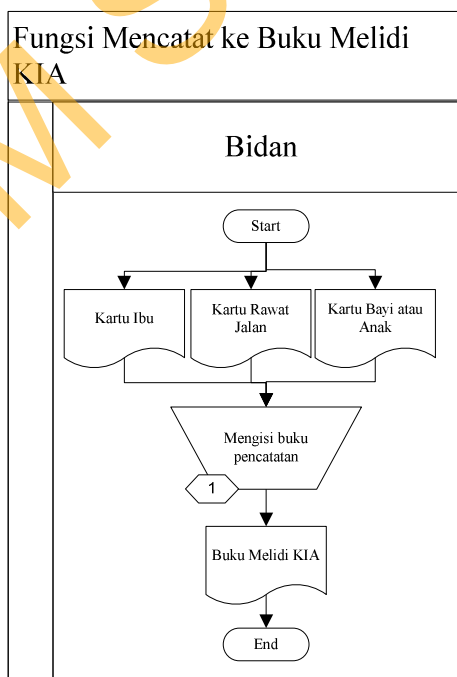 Fungsi Mencatat ke Buku Melidi
KIA
Bidan
Start
Kartu Ibu
Kartu Rawat
Jalan
Kartu Bayi atau
Anak
Mengisi buku
pencatatan
1
Buku Melidi KIA
End